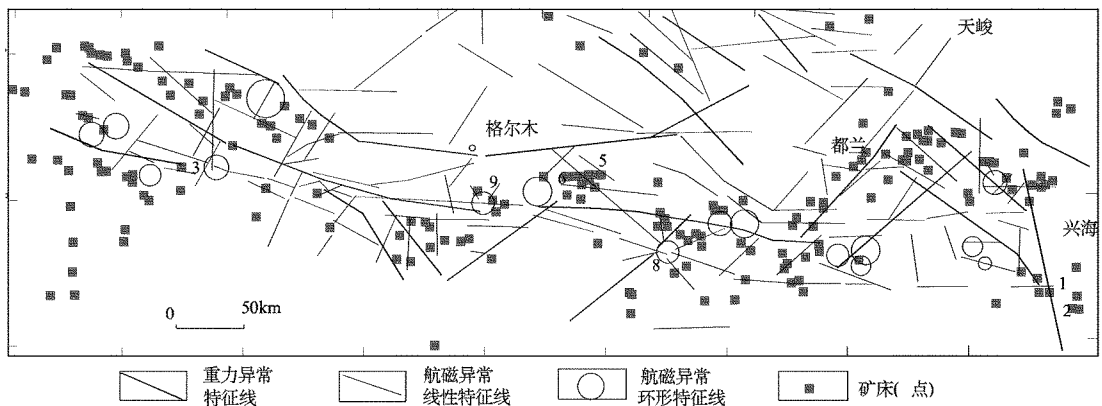 天峻
格尔木
都兰
3
9
6
5
兴海
8
1
2
0 50km
重力异常
特征线
航磁异常
线性特征线
航磁异常
环形特征线
矿床( 点)